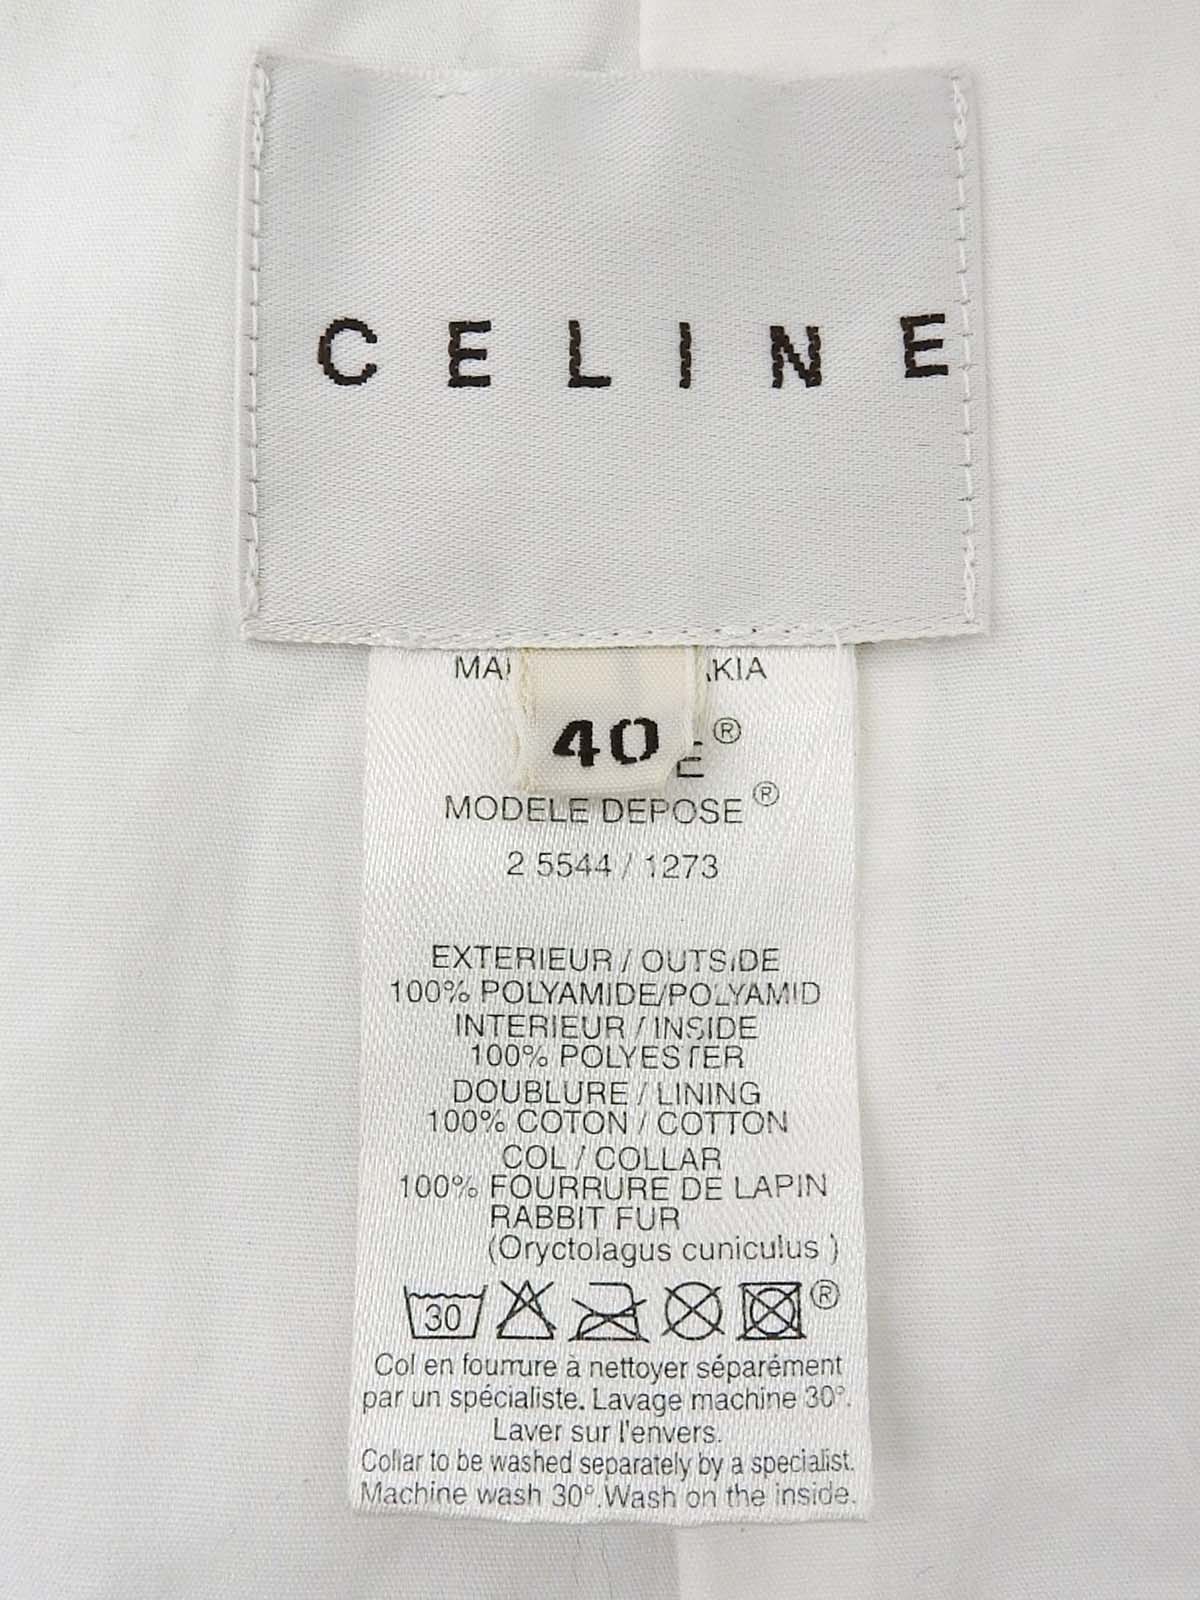 CELINE
40
MODELE DEPOSE ®
2 5544 / 1273
EXTERIEUR / OUTSIDE
100% POLYAMIDE/POLYAMID
INTERIEUR / INSIDE
100% POLYESTER
DOUBLURE / LINING
100% COTON / COTTON
COL / COLLAR
100% FOURRURE DE LAPIN
RABBIT FUR
(Oryctolagus cuniculus )
30 ®
Col en fourrure à nettoyer séparément
par un spécialiste. Lavage machine 30°.
Laver sur l'envers.
Collar to be washed separately by a specialist.
Machine wash 30°.Wash on the inside.